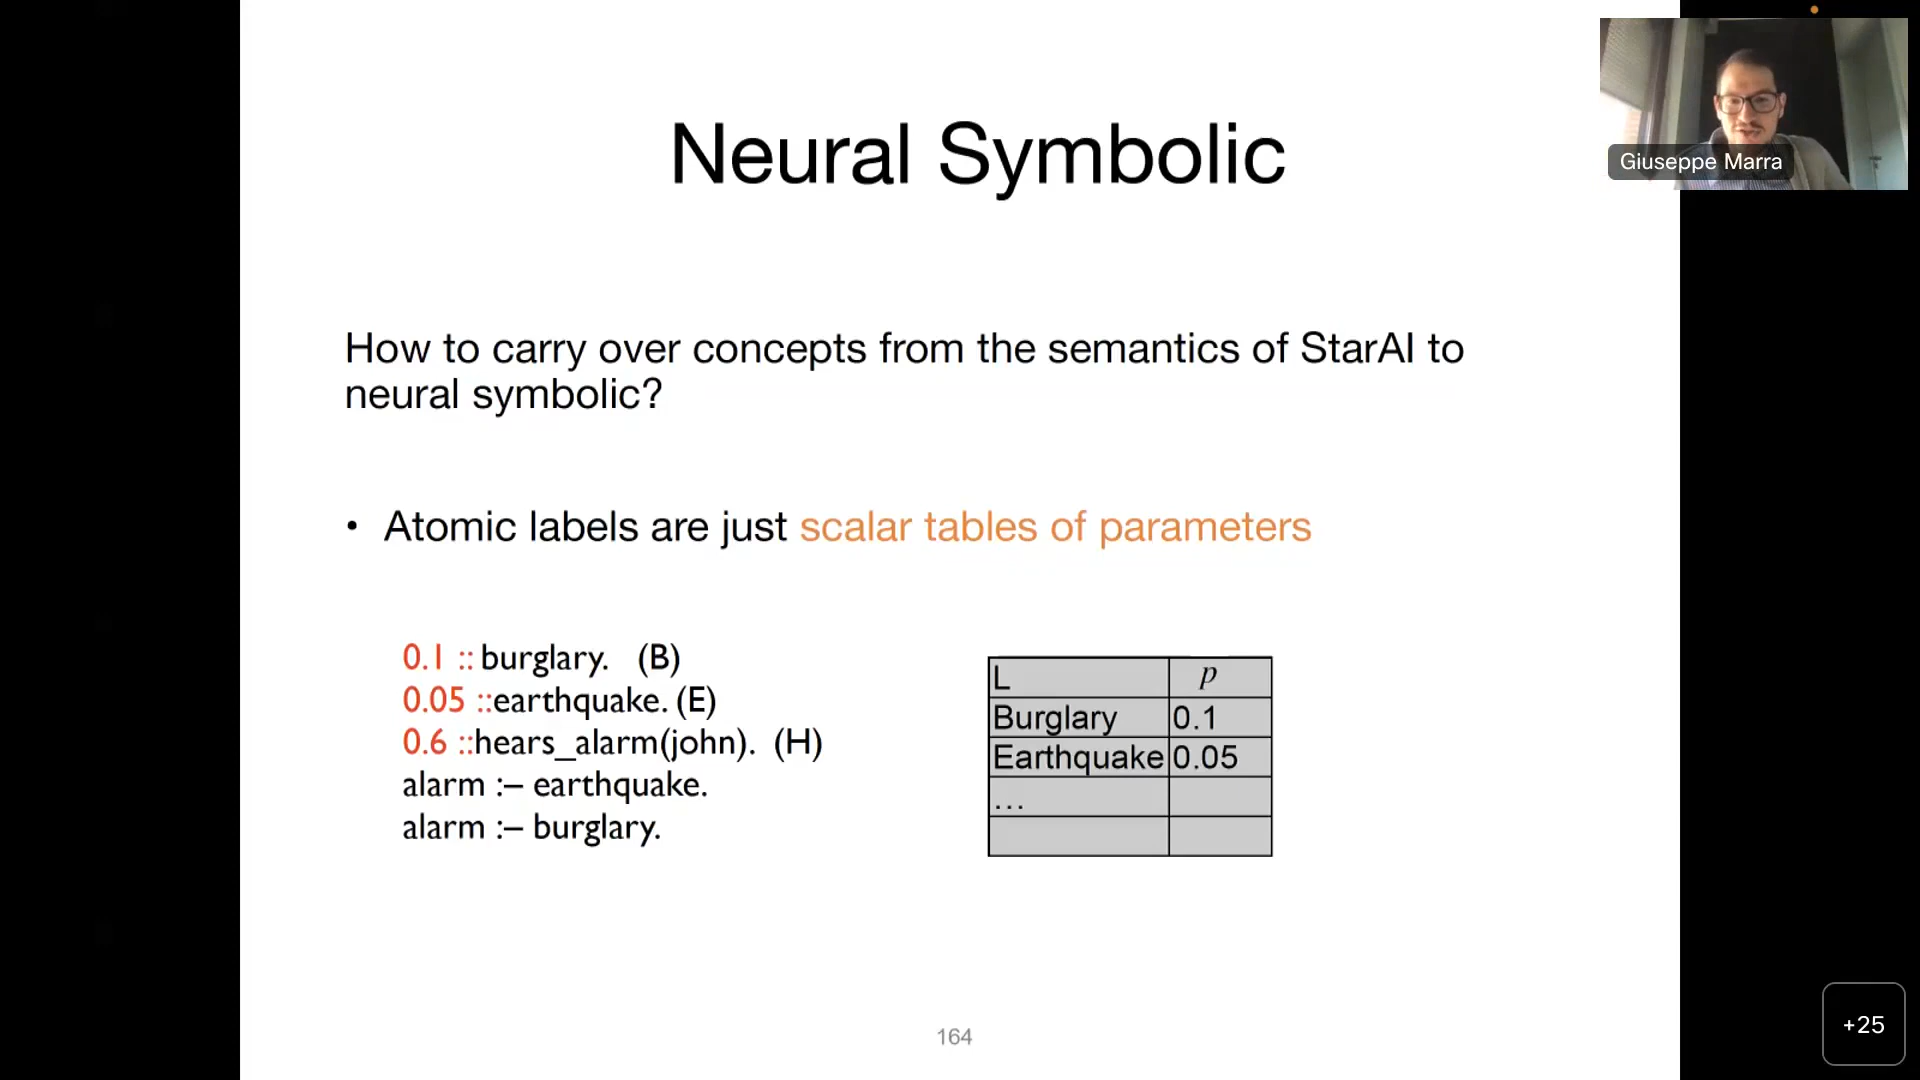 Neural Symbolic
Giuseppe Marra
How to carry over concepts from the semantics of StarAI to
neural symbolic?
• Atomic labels are just scalar tables of parameters
0.1 :: burglary. (B)
0.05 ::earthquake. (E)
0.6 ::hears_alarm(john). (H)
alarm :– earthquake.
alarm :– burglary.
L p
Burglary 0.1
Earthquake 0.05
...
164
+25